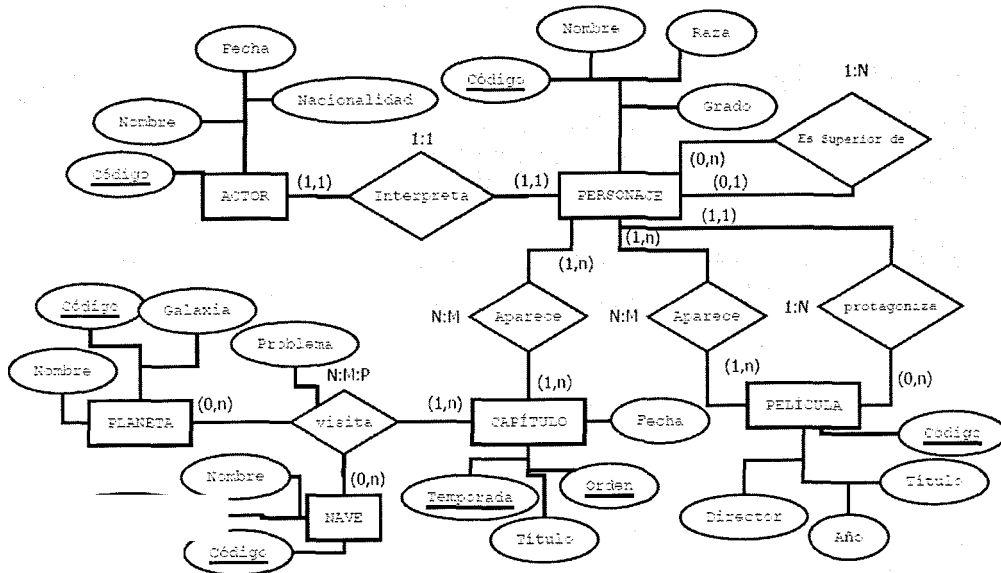 Fecha
Nombre
Raza
Código
1:N
Nacionalidad
Nombre
Grado
1:1
Es Superior de
Código
(0,n)
ACTOR
(1,1)
Interpreta
(1,1)
PERSONAJE
(0,1)
(1,1)
(1,n)
(1,n)
Código
Galaxia
N:M
Aparece
N:M
Aparece
1:N
protagoniza
Problema
Nombre
N:M:P
(1,n)
(1,n)
(0,n)
PLANETA
(0,n)
visita
(1,n)
CAPÍTULO
Fecha
PELÍCULA
Código
Nombre
(0,n)
Temporada
Orden
Título
NAVE
Director
Código
Título
Año